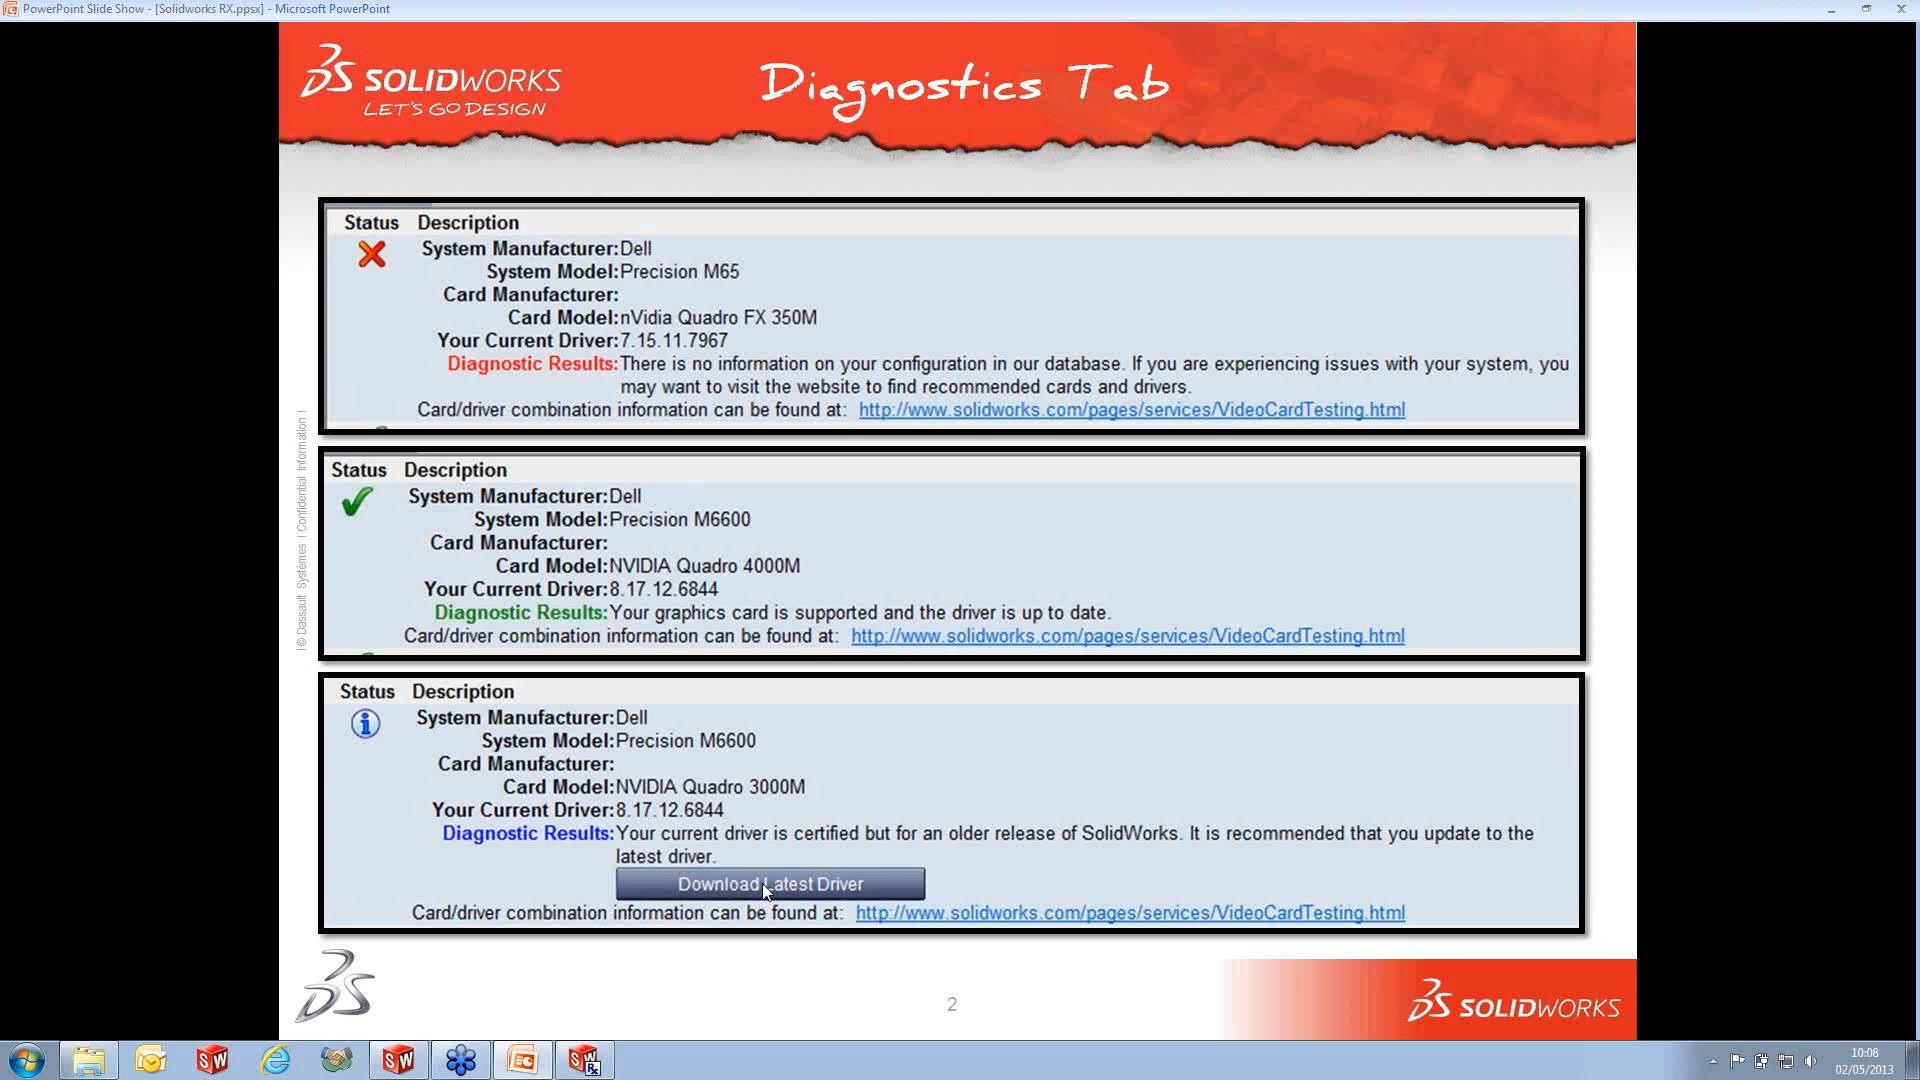 PowerPoint Slide Show - [Solidworks RX.ppsx] - Microsoft PowerPoint
SOLIDWORKS
LET'S GO DESIGN
Diagnostics Tab
Status Description
System Manufacturer:Dell
System Model:Precision M65
Card Manufacturer:
Card Model:nVidia Quadro FX 350M
Your Current Driver:7.15.11.7967
Diagnostic Results:There is no information on your configuration in our database. If you are experiencing issues with your system, you
may want to visit the website to find recommended cards and drivers.
Card/driver combination information can be found at: http://www.solidworks.com/pages/services/VideoCardTesting.html
Status Description
System Manufacturer:Dell
System Model:Precision M6600
Card Manufacturer:
Card Model:NVIDIA Quadro 4000M
Your Current Driver:8.17.12.6844
Diagnostic Results:Your graphics card is supported and the driver is up to date.
Card/driver combination information can be found at: http://www.solidworks.com/pages/services/VideoCardTesting.html
Status Description
System Manufacturer:Dell
System Model:Precision M6600
Card Manufacturer:
Card Model:NVIDIA Quadro 3000M
Your Current Driver:8.17.12.6844
Diagnostic Results:Your current driver is certified but for an older release of SolidWorks. It is recommended that you update to the
latest driver.
Download Latest Driver
Card/driver combination information can be found at: http://www.solidworks.com/pages/services/VideoCardTesting.html
I © Dassault Systèmes I Confidential Information I
2
SOLIDWORKS
SW
SW
SW
Rx
10:08
02/05/2013